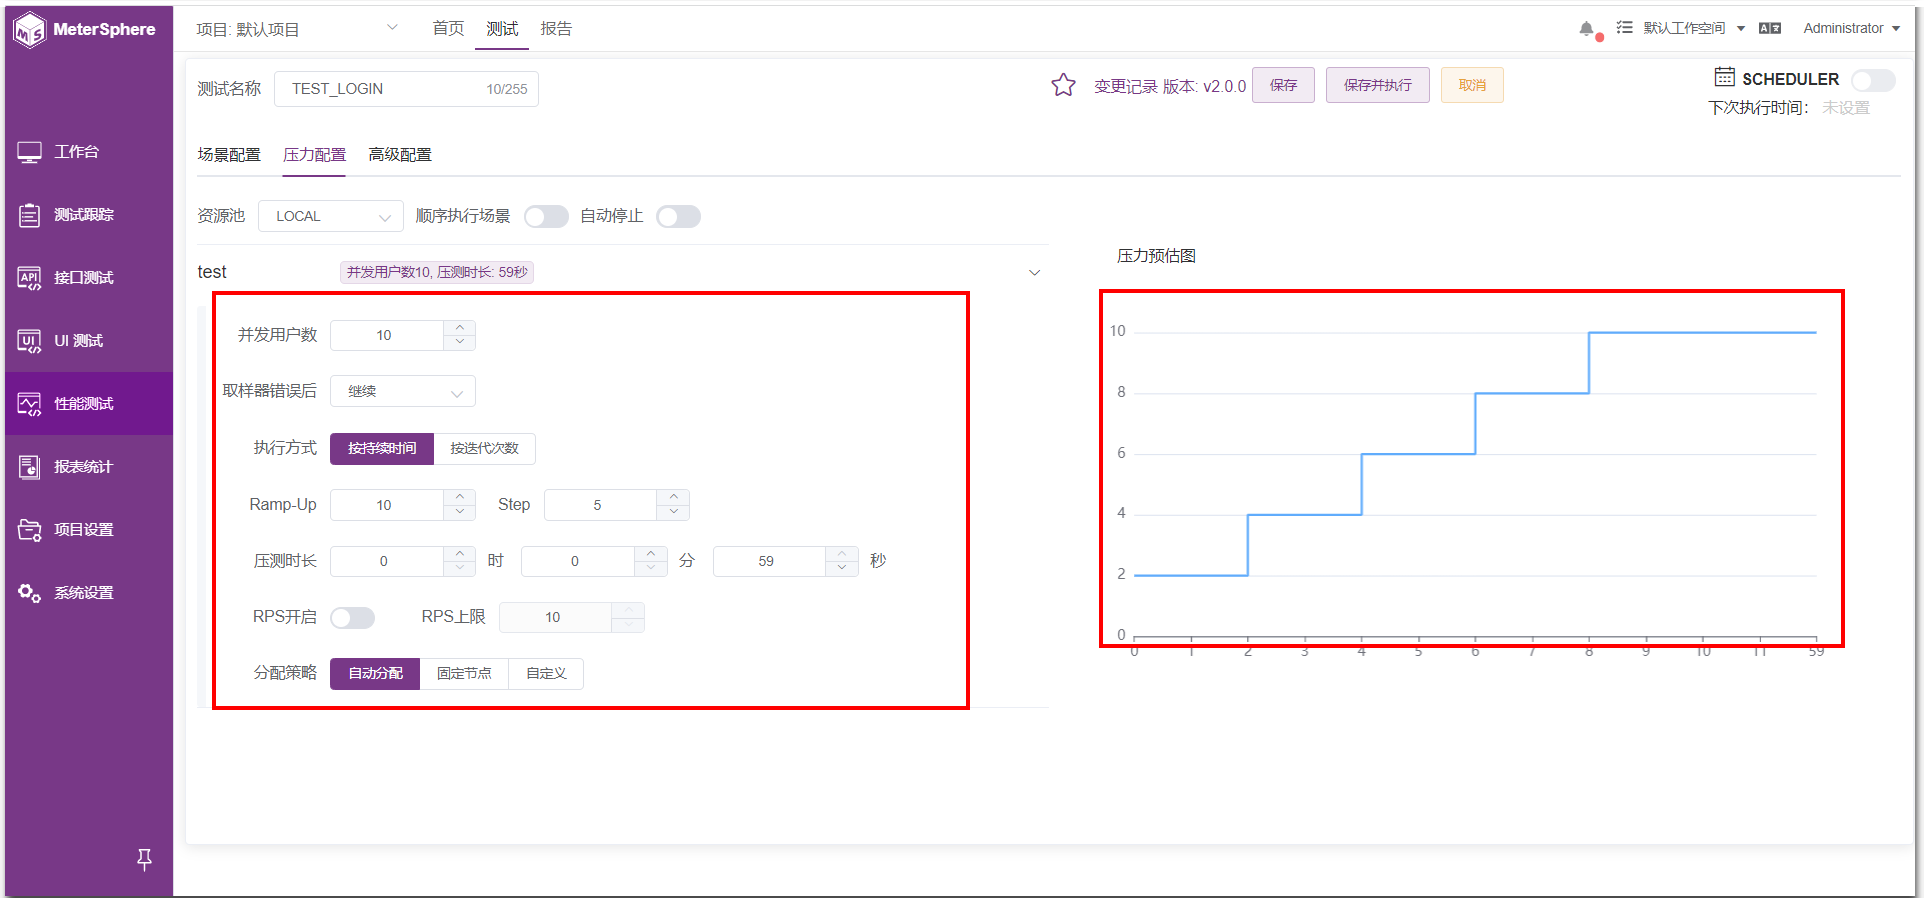 MeterSphere
项目: 默认项目
首页 测试 报告
默认工作空间
Administrator
工作台
测试跟踪
接口测试
UI 测试
性能测试
报表统计
项目设置
系统设置
测试名称 TEST_LOGIN 10/255
变更记录 版本: v2.0.0 保存 保存并执行 取消
SCHEDULER
下次执行时间： 未设置
场景配置 压力配置 高级配置
资源池 LOCAL 顺序执行场景 自动停止
test 并发用户数10, 压测时长: 59秒
并发用户数 10
取样器错误后 继续
执行方式 按持续时间 按迭代次数
Ramp-Up 10 Step 5
压测时长 0 时 0 分 59 秒
RPS开启 RPS上限 10
分配策略 自动分配 固定节点 自定义
压力预估图
10
8
6
4
2
0
0 1 2 3 4 5 6 7 8 9 10 11 59